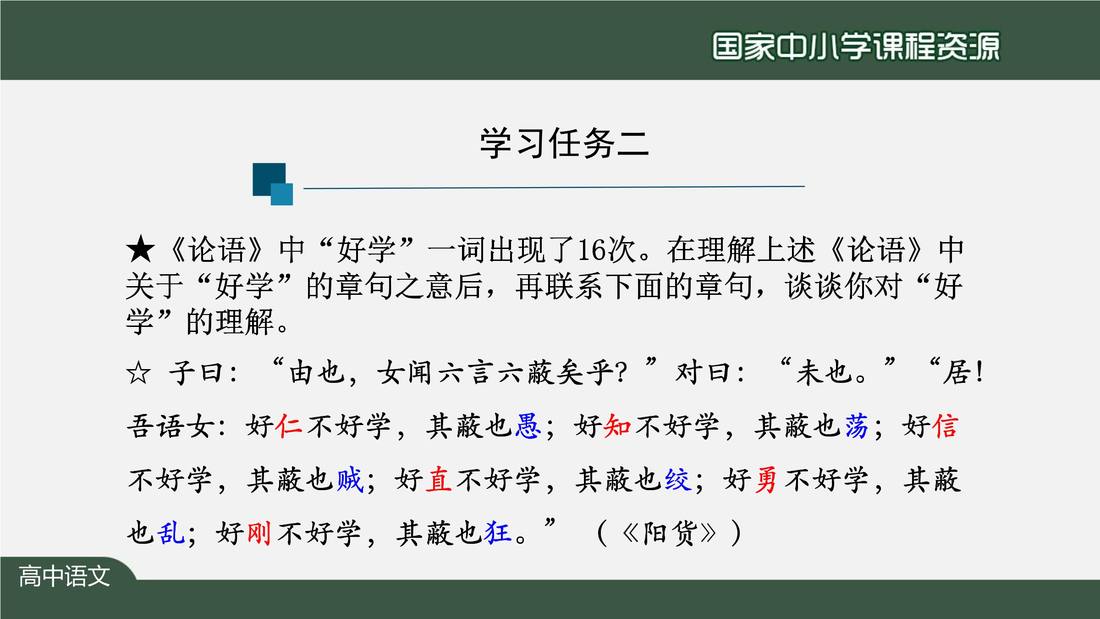 国家中小学课程资源
学习任务二
★《论语》中“好学”一词出现了16次。在理解上述《论语》中
关于“好学”的章句之意后，再联系下面的章句，谈谈你对“好
学”的理解。
☆ 子曰：“由也，女闻六言六蔽矣乎？”对曰：“未也。”“居！
吾语女：好仁不好学，其蔽也愚；好知不好学，其蔽也荡；好信
不好学，其蔽也贼；好直不好学，其蔽也绞；好勇不好学，其蔽
也乱；好刚不好学，其蔽也狂。”（《阳货》）
高中语文